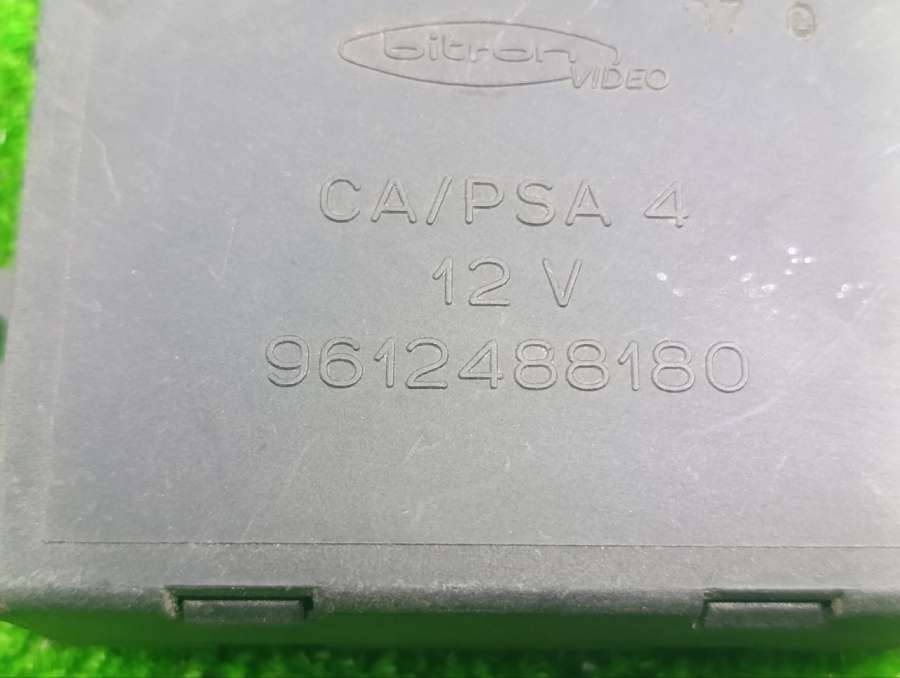 bitron
VIDEO
CA/PSA 4
12 V
9612488180